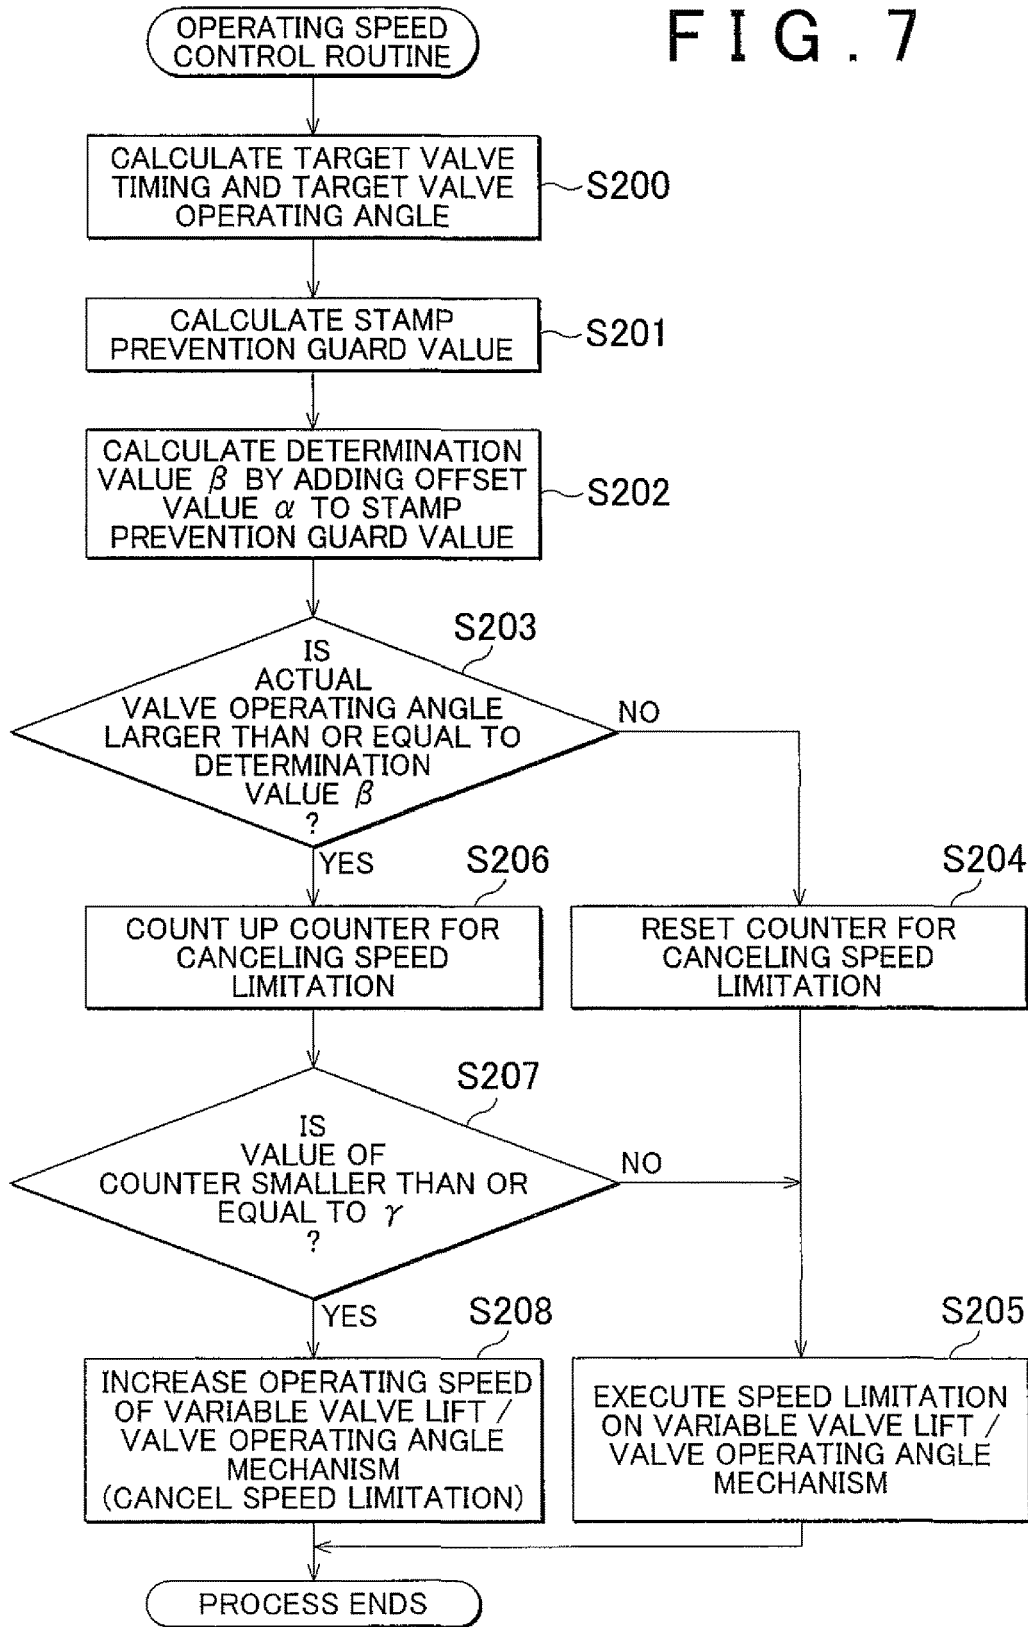 FIG. 7
OPERATING SPEED
CONTROL ROUTINE
CALCULATE TARGET VALVE
TIMING AND TARGET VALVE
OPERATING ANGLE
S200
CALCULATE STAMP
PREVENTION GUARD VALUE
S201
CALCULATE DETERMINATION
VALUE β BY ADDING OFFSET
VALUE α TO STAMP
PREVENTION GUARD VALUE
S202
S203
IS
ACTUAL
VALVE OPERATING ANGLE
LARGER THAN OR EQUAL TO
DETERMINATION
VALUE β
?
NO
YES
S206
COUNT UP COUNTER FOR
CANCELING SPEED
LIMITATION
S204
RESET COUNTER FOR
CANCELING SPEED
LIMITATION
S207
IS
VALUE OF
COUNTER SMALLER THAN OR
EQUAL TO γ
?
NO
YES
S208
INCREASE OPERATING SPEED
OF VARIABLE VALVE LIFT /
VALVE OPERATING ANGLE
MECHANISM
(CANCEL SPEED LIMITATION)
S205
EXECUTE SPEED LIMITATION
ON VARIABLE VALVE LIFT /
VALVE OPERATING ANGLE
MECHANISM
PROCESS ENDS